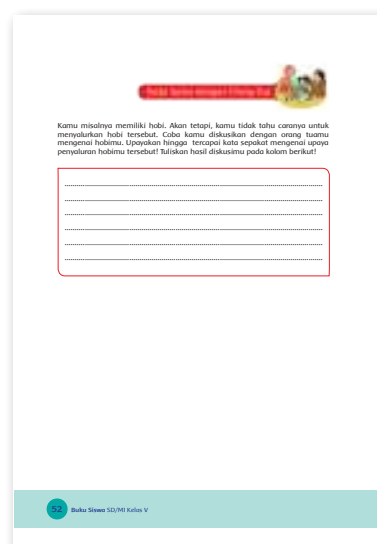 Kamu misalnya memiliki hobi. Akan tetapi, kamu tidak tahu caranya untuk
menyalurkan hobi tersebut. Coba kamu diskusikan dengan orang tuamu
mengenai hobimu. Upayakan hingga tercapai kata sepakat mengenai upaya
penyaluran hobimu tersebut! Tuliskan hasil diskusimu pada kolom berikut!
52 Buku Siswa SD/MI Kelas V